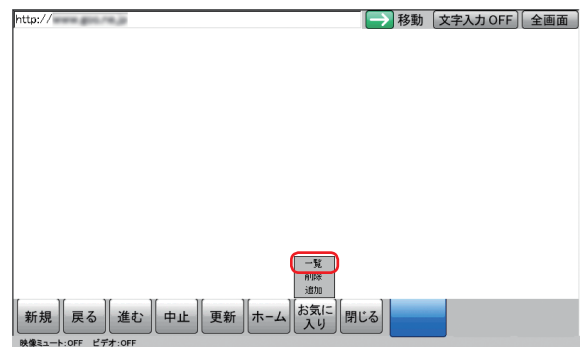 http://
移動 文字入力 OFF 全画面
一覧
削除
追加
新規 戻る 進む 中止 更新 ホーム お気に入り 閉じる
映像ミュート:OFF ビデオ:OFF